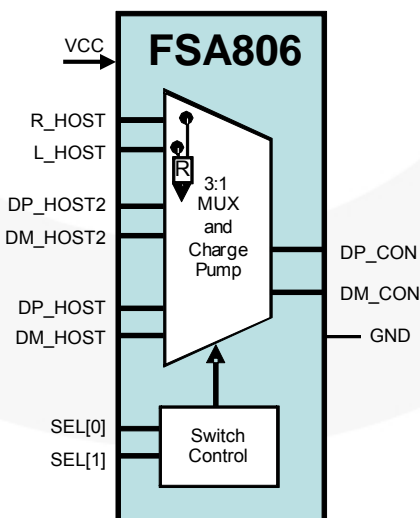 FSA806
VCC
R_HOST
L_HOST
R
DP_HOST2
DM_HOST2
3:1
MUX
and
Charge
Pump
DP_CON
DM_CON
DP_HOST
DM_HOST
GND
SEL[0]
SEL[1]
Switch
Control